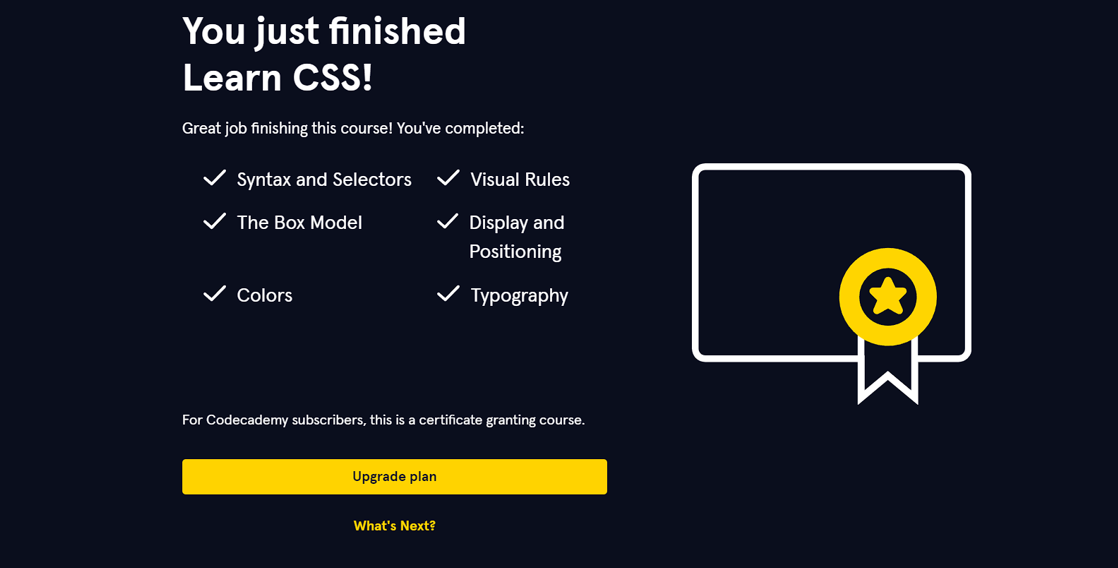 You just finished
Learn CSS!
Great job finishing this course! You've completed:
Syntax and Selectors
Visual Rules
The Box Model
Display and
Positioning
Colors
Typography
For Codecademy subscribers, this is a certificate granting course.
Upgrade plan
What's Next?